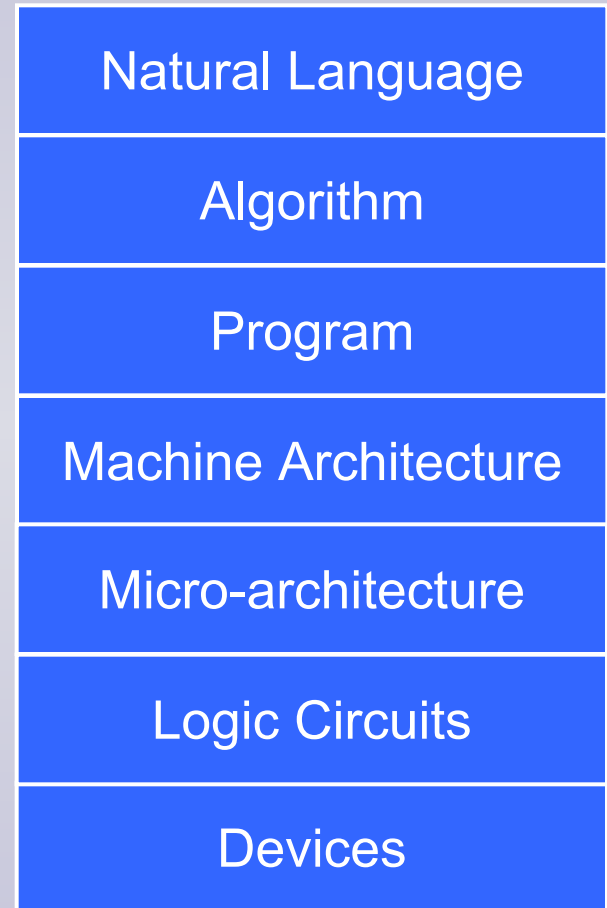 Natural Language
Algorithm
Program
Machine Architecture
Micro-architecture
Logic Circuits
Devices